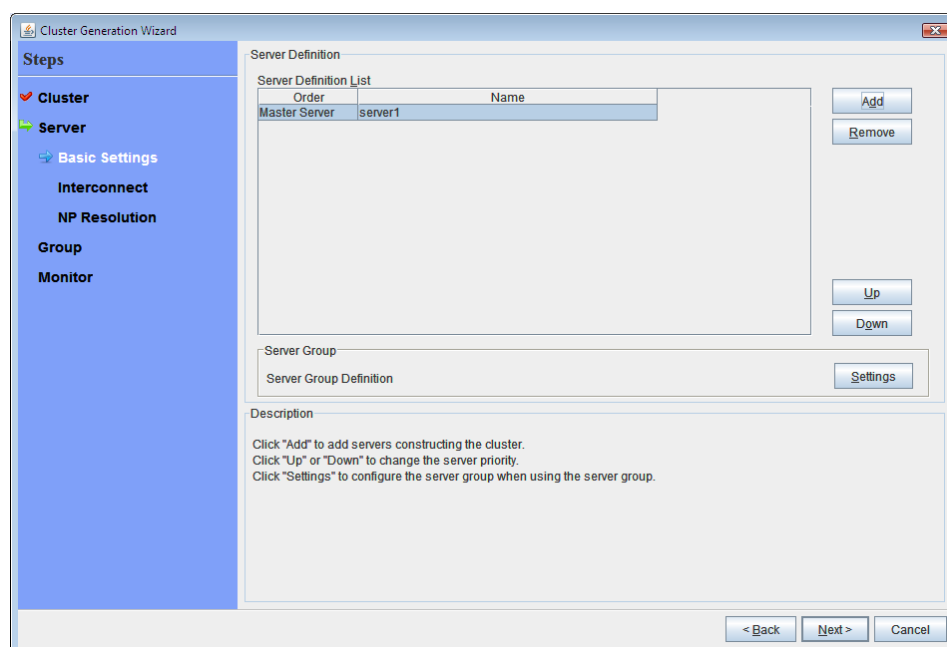 Cluster Generation Wizard
Steps
Cluster
Server
Basic Settings
Interconnect
NP Resolution
Group
Monitor
Server Definition
Server Definition List
Order Name
Master Server server1
Add
Remove
Up
Down
Server Group
Server Group Definition
Settings
Description
Click "Add" to add servers constructing the cluster.
Click "Up" or "Down" to change the server priority.
Click "Settings" to configure the server group when using the server group.
< Back Next > Cancel